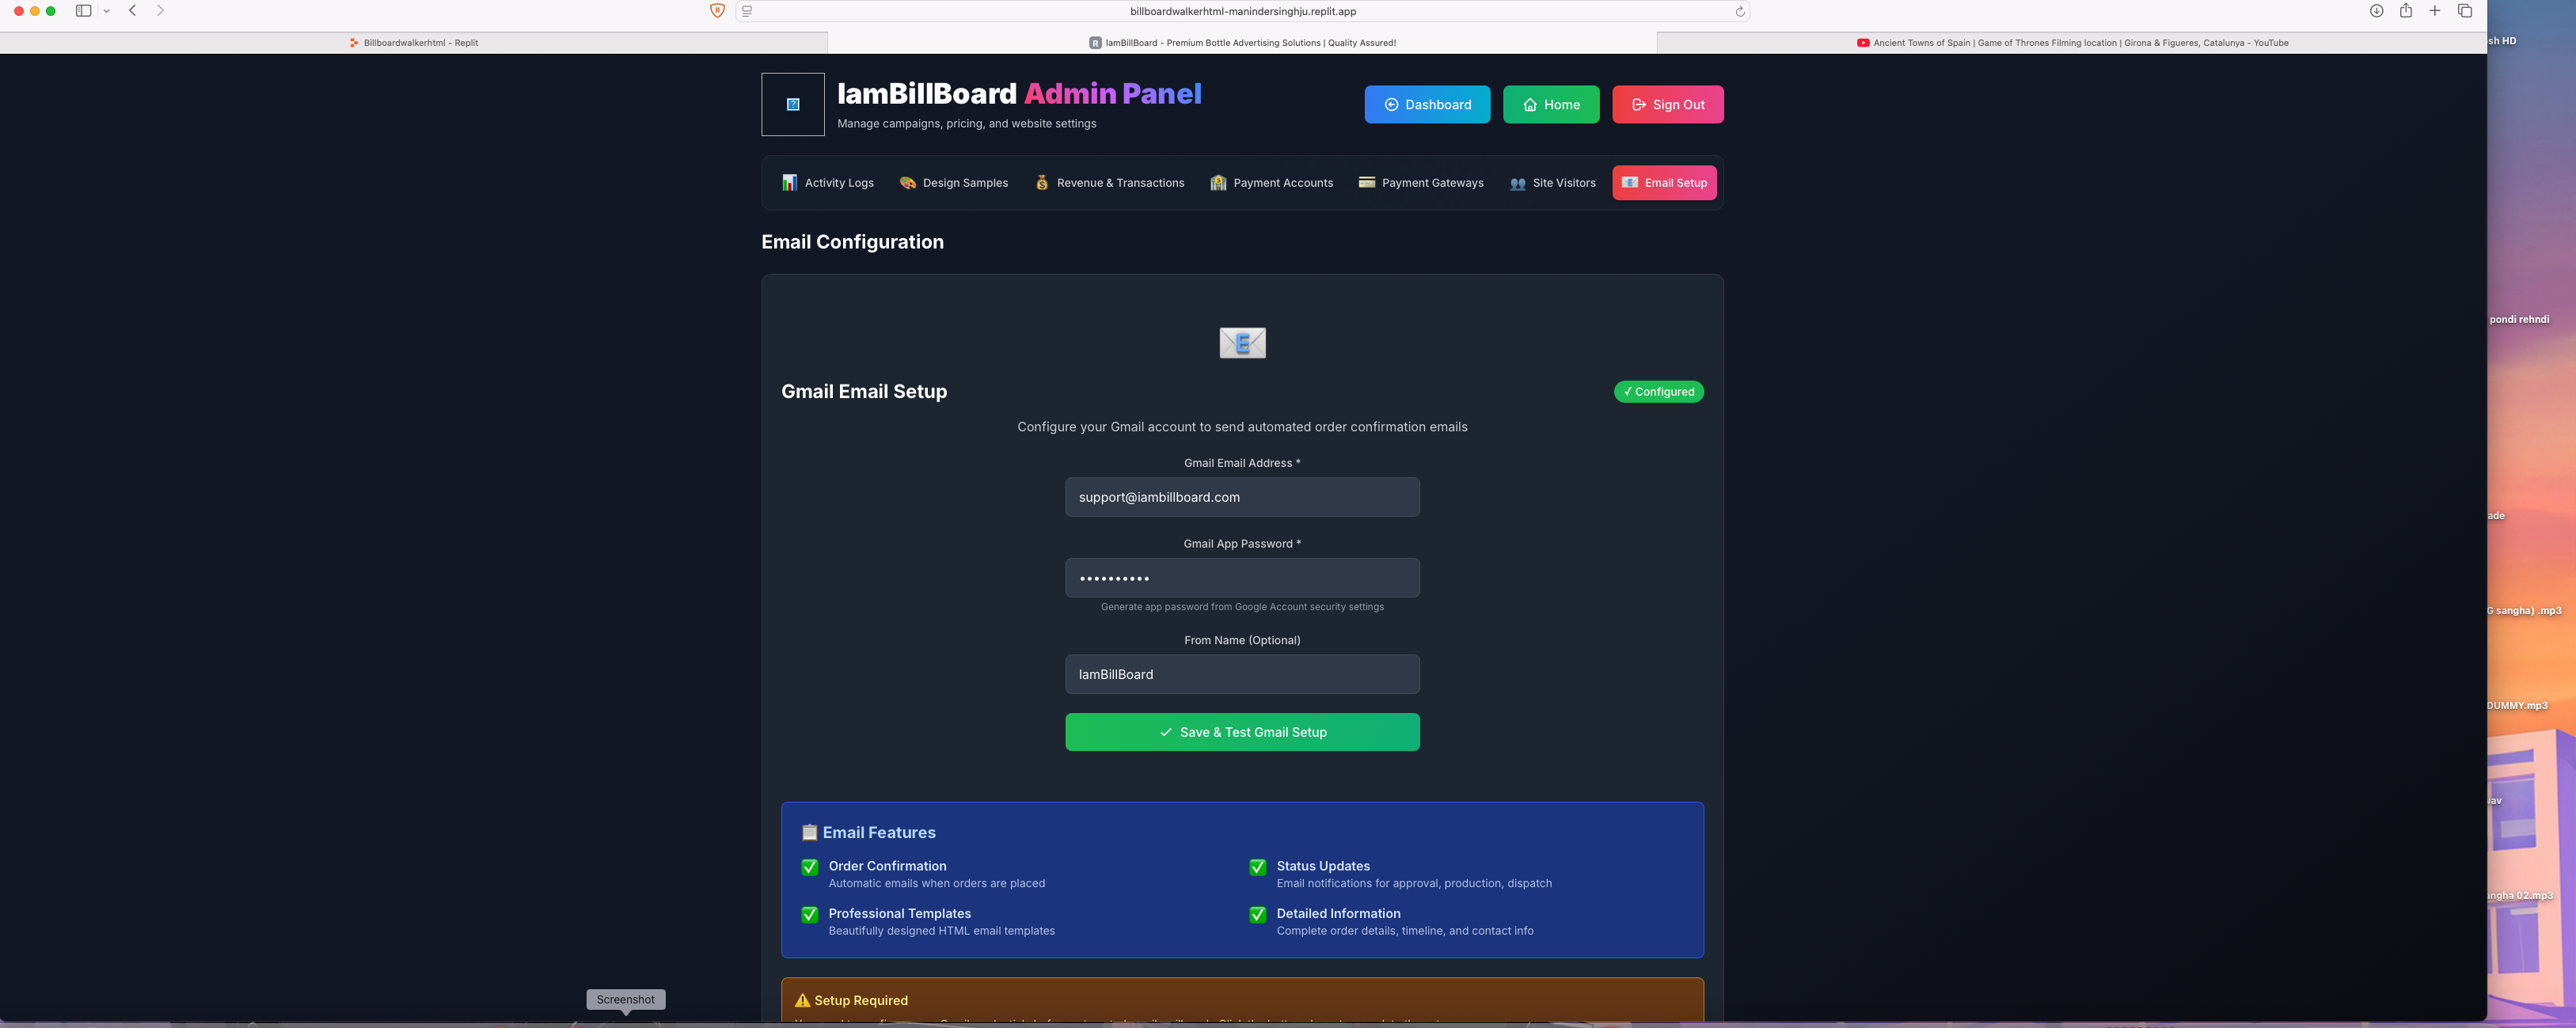 billboardwalkerhtml-manindersinghju.replit.app
Billboardwalkerhtml - Replit
IamBillBoard - Premium Bottle Advertising Solutions | Quality Assured!
Ancient Towns of Spain | Game of Thrones Filming location | Girona & Figueres, Catalunya - YouTube
IamBillBoard Admin Panel
Manage campaigns, pricing, and website settings
Dashboard
Home
Sign Out
Activity Logs
Design Samples
Revenue & Transactions
Payment Accounts
Payment Gateways
Site Visitors
Email Setup
Email Configuration
Gmail Email Setup
✓ Configured
Configure your Gmail account to send automated order confirmation emails
Gmail Email Address *
support@iambillboard.com
Gmail App Password *
••••••••••
Generate app password from Google Account security settings
From Name (Optional)
IamBillBoard
Save & Test Gmail Setup
Email Features
Order Confirmation
Automatic emails when orders are placed
Status Updates
Email notifications for approval, production, dispatch
Professional Templates
Beautifully designed HTML email templates
Detailed Information
Complete order details, timeline, and contact info
Setup Required
Screenshot
sh HD
pondi rehndi
ade
G sangha) .mp3
DUMMY.mp3
vav
angha 02.mp3